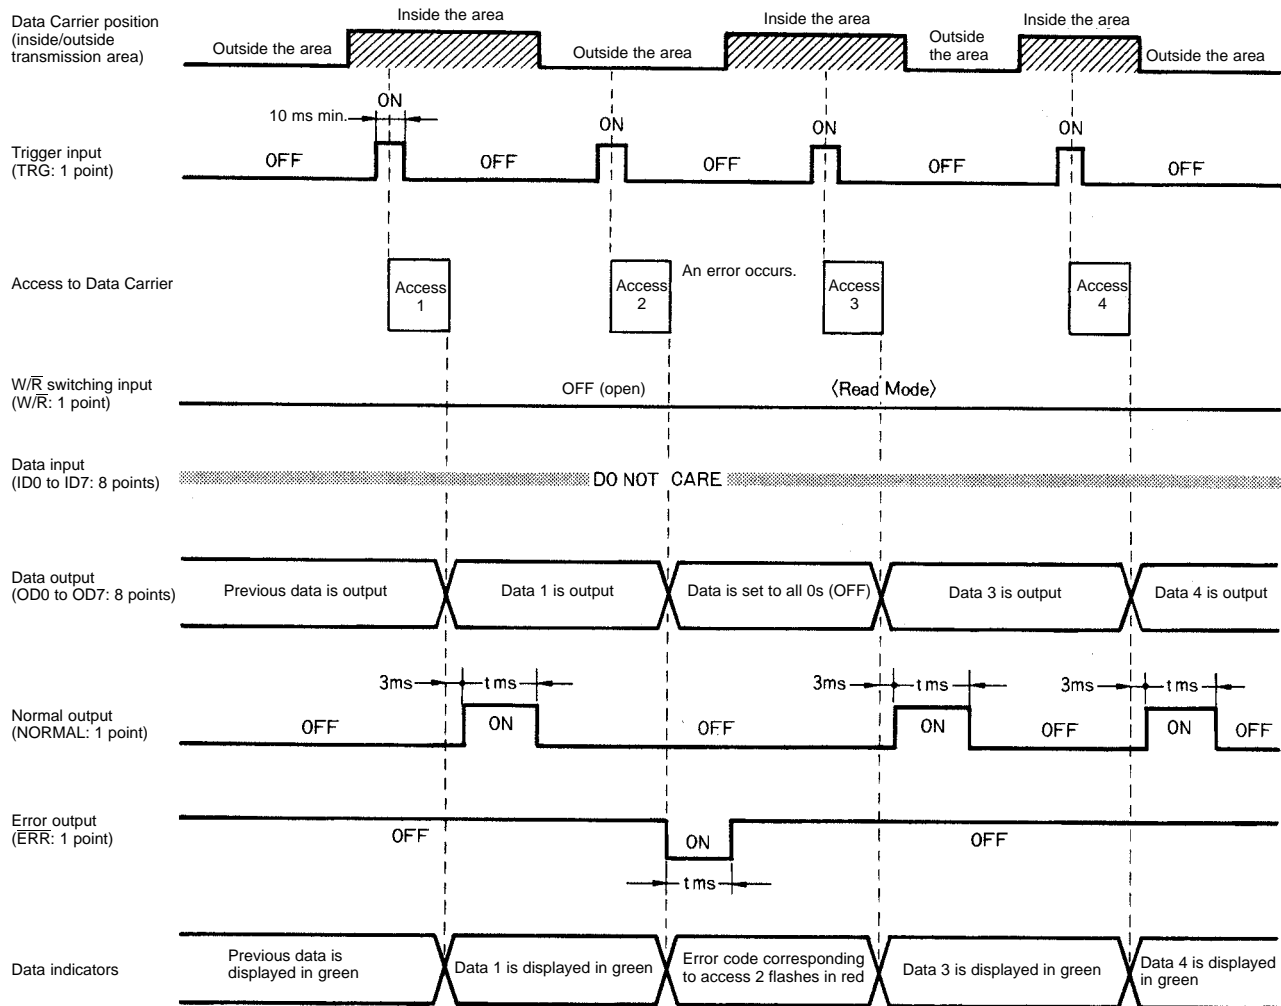 Data Carrier position
(inside/outside
transmission area)
Outside the area
Inside the area
Outside the area
Inside the area
Outside
the area
Inside the area
Outside the area
Trigger input
(TRG: 1 point)
10 ms min.
ON
OFF
OFF
ON
OFF
ON
OFF
ON
OFF
Access to Data Carrier
Access
1
Access
2
An error occurs.
Access
3
Access
4
W/R̅ switching input
(W/R̅: 1 point)
OFF (open)
〈Read Mode〉
Data input
(ID0 to ID7: 8 points)
DO NOT CARE
Data output
(OD0 to OD7: 8 points)
Previous data is output
Data 1 is output
Data is set to all 0s (OFF)
Data 3 is output
Data 4 is output
Normal output
(NORMAL: 1 point)
3ms
t ms
3ms
t ms
3ms
t ms
OFF
ON
OFF
ON
OFF
ON
OFF
Error output
(E̅R̅R̅: 1 point)
OFF
ON
OFF
t ms
Data indicators
Previous data is
displayed in green
Data 1 is displayed in green
Error code corresponding
to access 2 flashes in red
Data 3 is displayed in green
Data 4 is displayed
in green